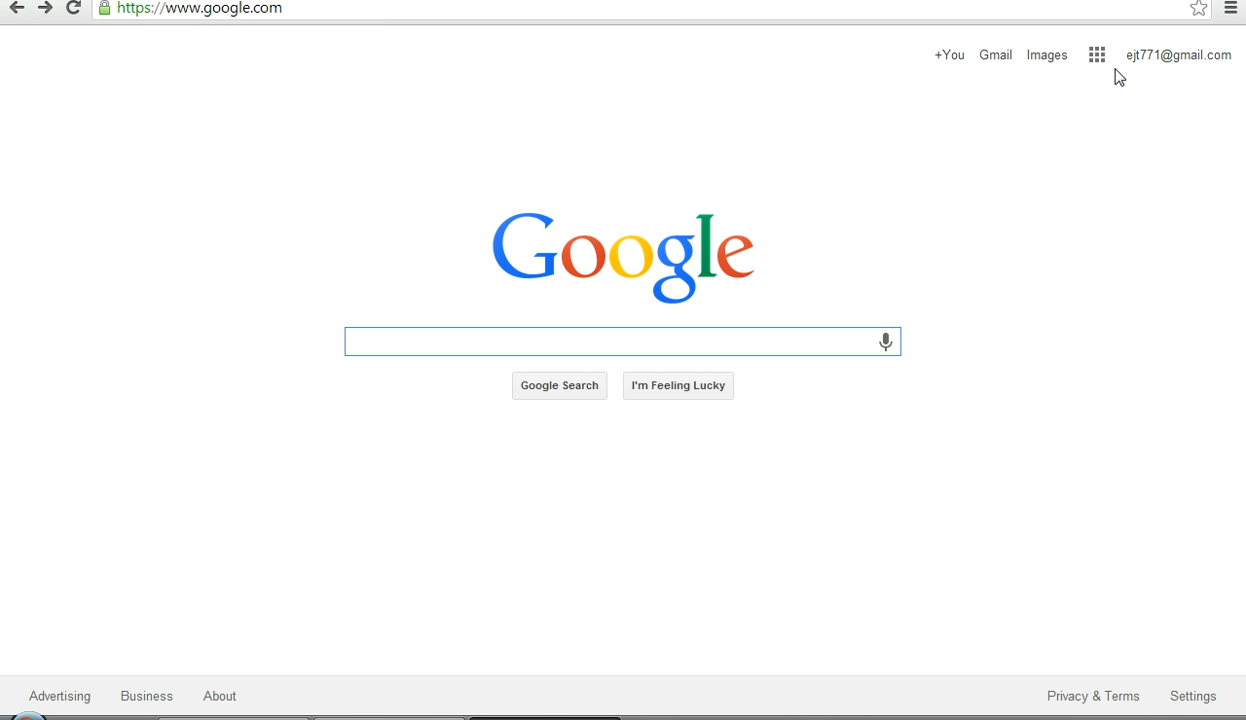 https://www.google.com
+You Gmail Images ejt771@gmail.com
Google
Google Search I'm Feeling Lucky
Advertising Business About Privacy & Terms Settings